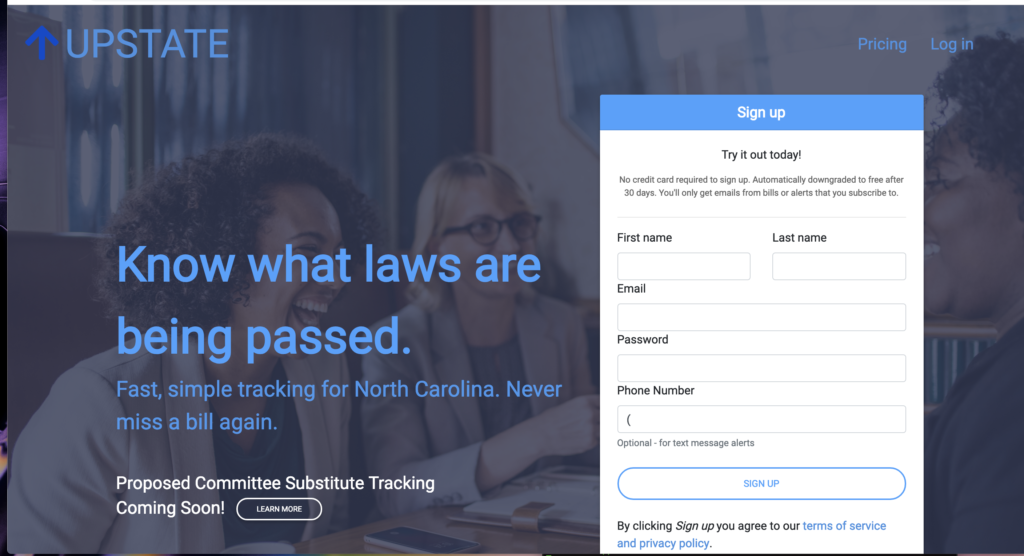 UPSTATE
Pricing Log in
Know what laws are
being passed.
Fast, simple tracking for North Carolina. Never
miss a bill again.
Proposed Committee Substitute Tracking
Coming Soon! LEARN MORE
Sign up
Try it out today!
No credit card required to sign up. Automatically downgraded to free after
30 days. You'll only get emails from bills or alerts that you subscribe to.
First name Last name
Email
Password
Phone Number
(
Optional - for text message alerts
SIGN UP
By clicking Sign up you agree to our terms of service
and privacy policy.